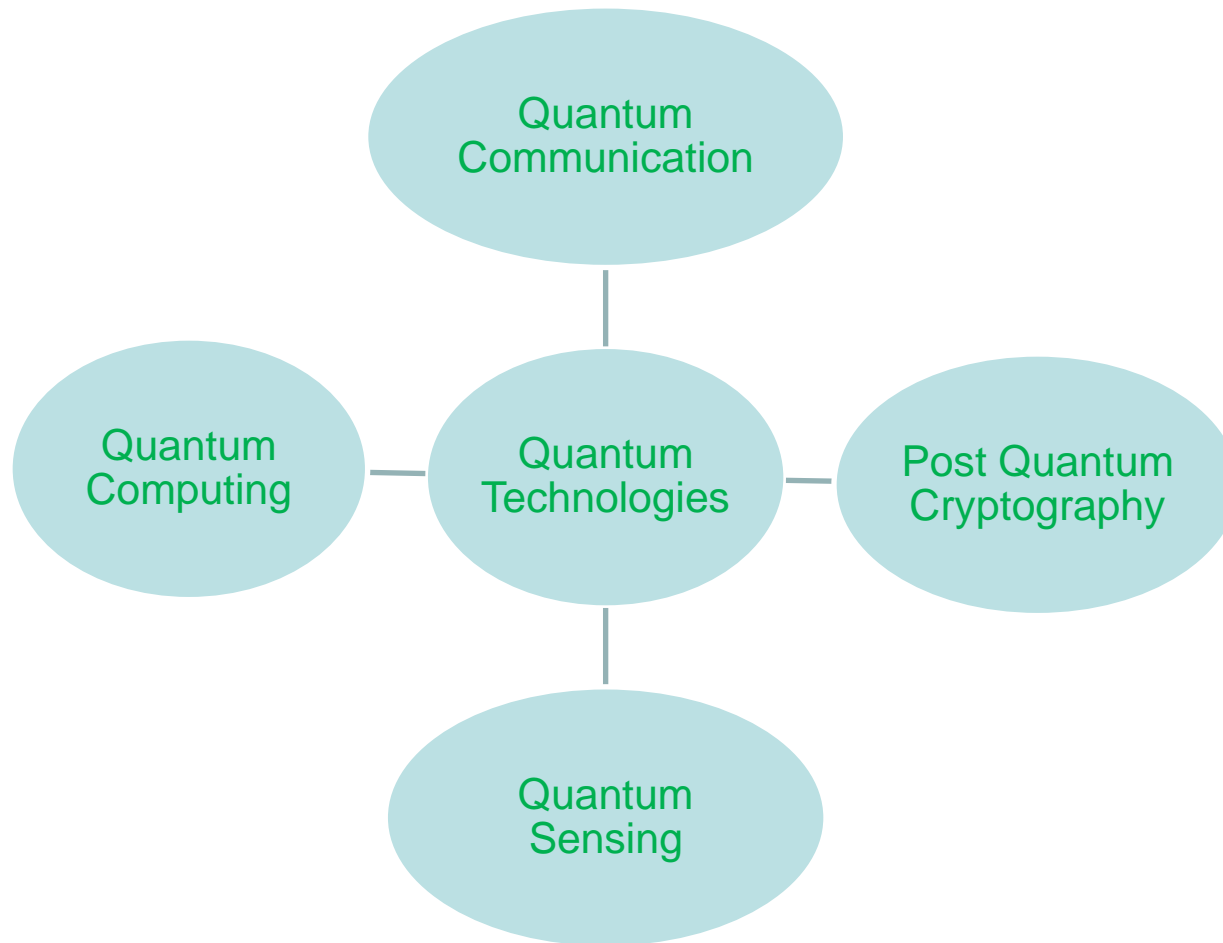 Quantum
Communication
Quantum
Computing
Quantum
Technologies
Post Quantum
Cryptography
Quantum
Sensing